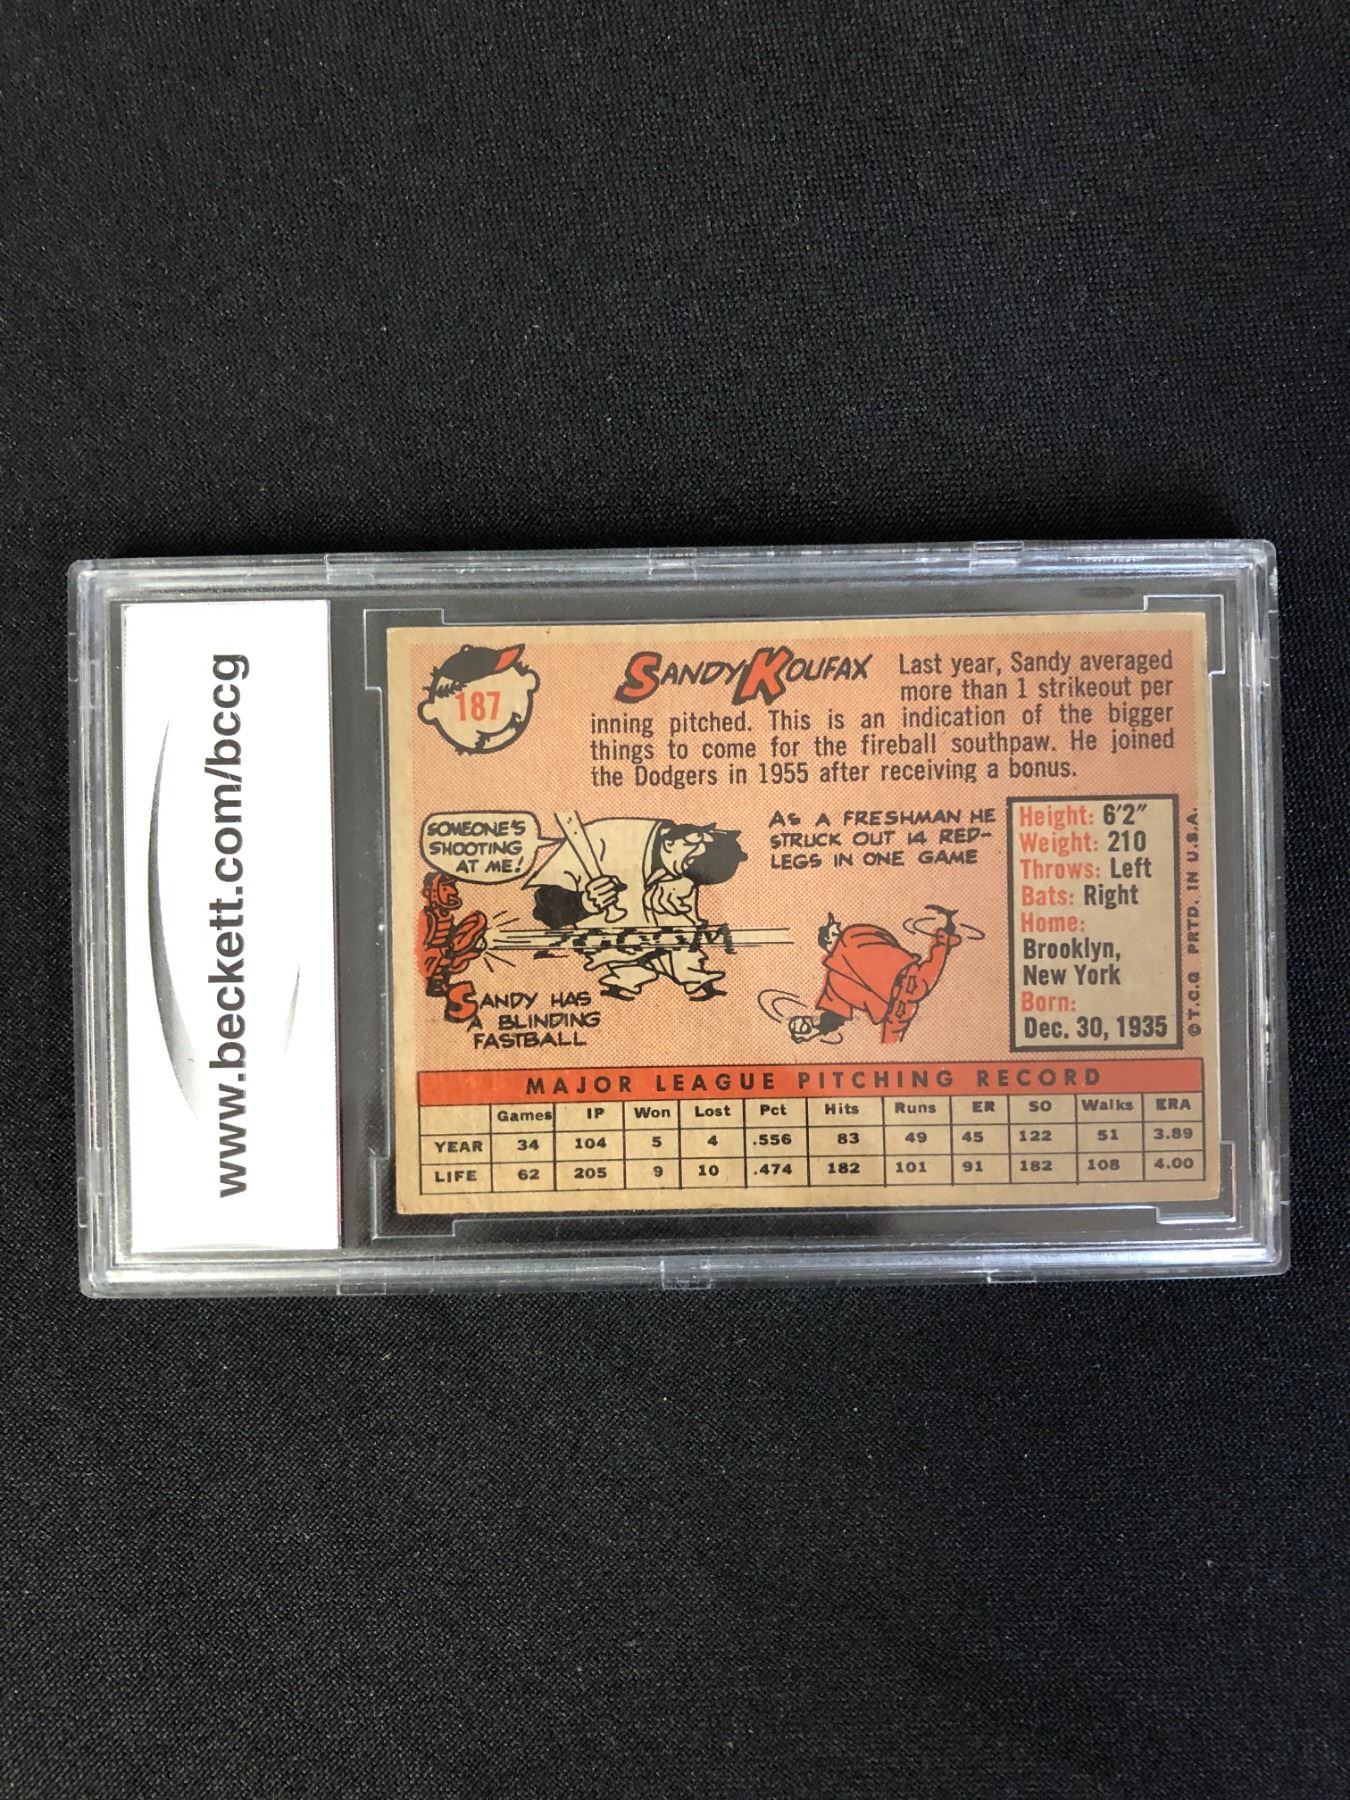 www.beckett.com/bccg
187
SANDY KOUFAX
Last year, Sandy averaged
more than 1 strikeout per
inning pitched. This is an indication of the bigger
things to come for the fireball southpaw. He joined
the Dodgers in 1955 after receiving a bonus.
SOMEONE'S
SHOOTING
AT ME!
ZOOM
SANDY HAS
A BLINDING
FASTBALL
AS A FRESHMAN HE
STRUCK OUT 14 RED-
LEGS IN ONE GAME
Height: 6'2"
Weight: 210
Throws: Left
Bats: Right
Home:
Brooklyn,
New York
Born:
Dec. 30, 1935
© T.C.G PRTD. IN U.S.A.
MAJOR LEAGUE PITCHING RECORD
Games IP Won Lost Pct Hits Runs ER SO Walks ERA
YEAR 34 104 5 4 .556 83 49 45 122 51 3.89
LIFE 62 205 9 10 .474 182 101 91 182 108 4.00